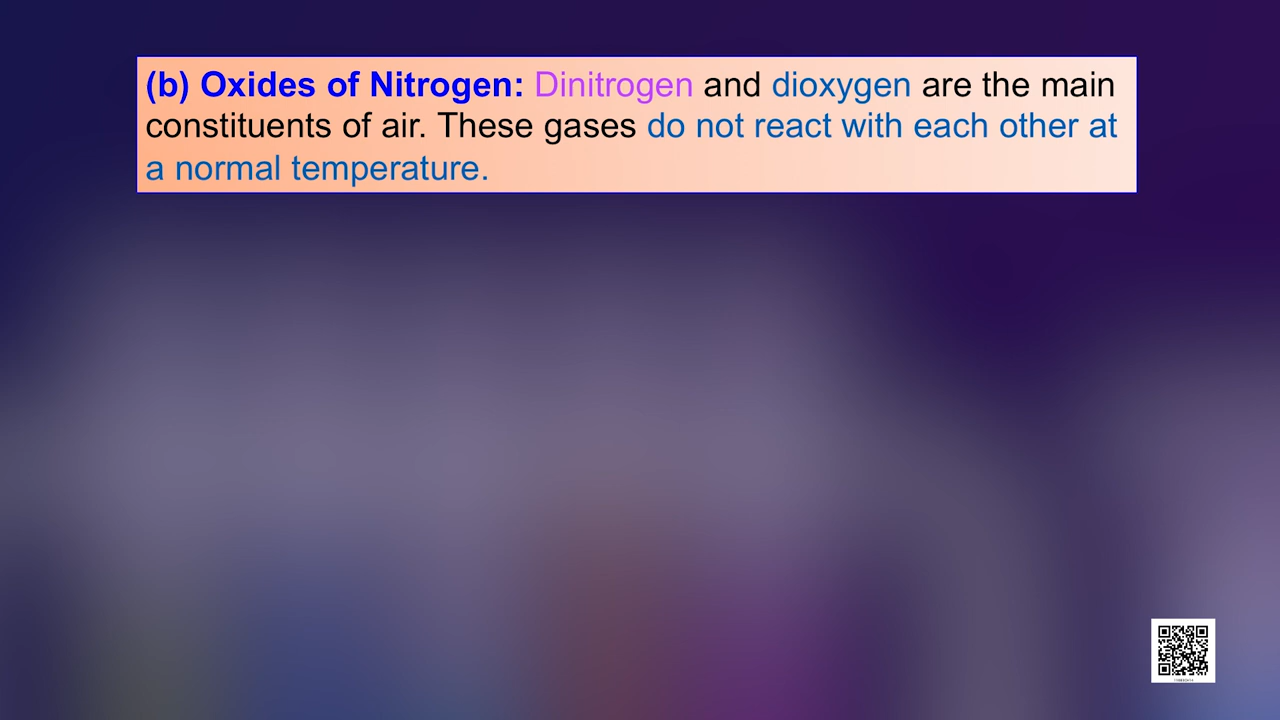 (b) Oxides of Nitrogen: Dinitrogen and dioxygen are the main
constituents of air. These gases do not react with each other at
a normal temperature.